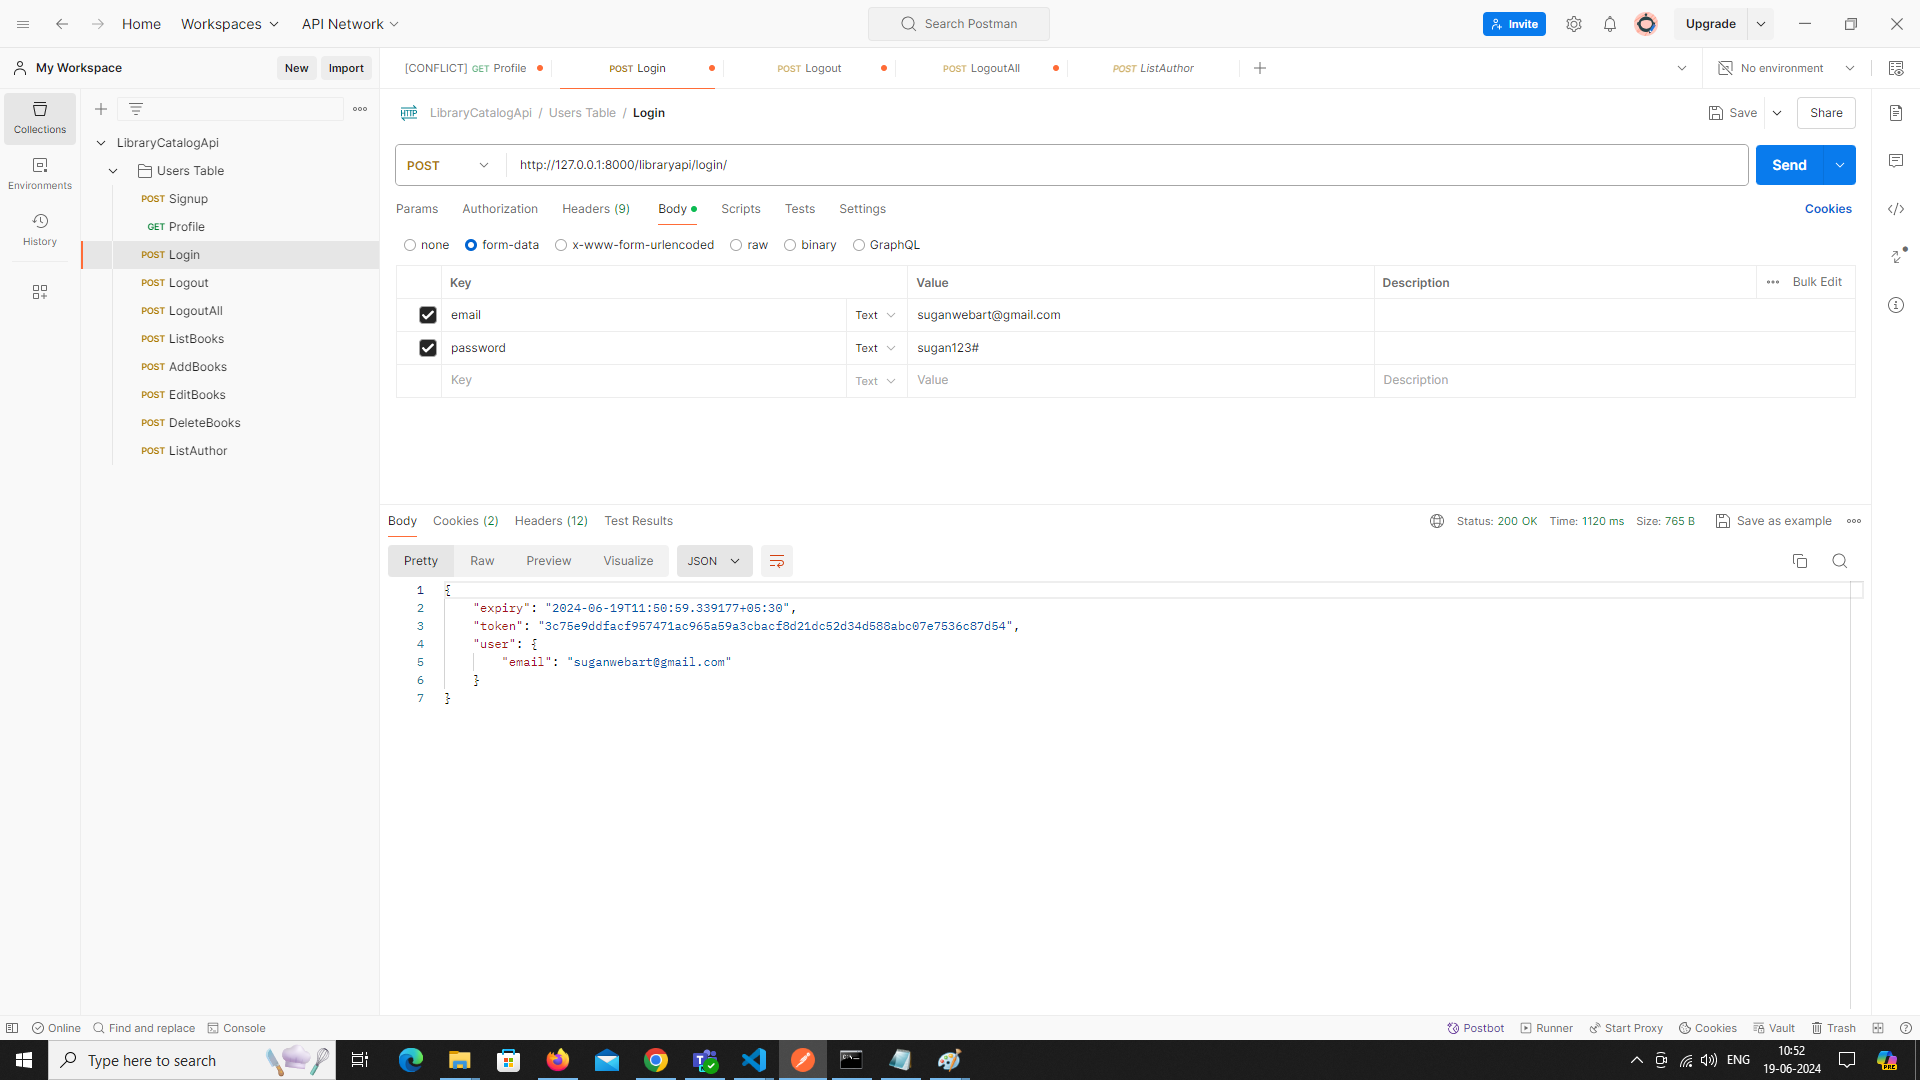 Home Workspaces API Network Search Postman Invite Upgrade
My Workspace New Import [CONFLICT] GET Profile POST Login POST Logout POST LogoutAll POST ListAuthor No environment
Collections
Environments
History
LibraryCatalogApi
Users Table
POST Signup
GET Profile
POST Login
POST Logout
POST LogoutAll
POST ListBooks
POST AddBooks
POST EditBooks
POST DeleteBooks
POST ListAuthor
HTTP LibraryCatalogApi / Users Table / Login Save Share
POST http://127.0.0.1:8000/libraryapi/login/ Send
Params Authorization Headers (9) Body Scripts Tests Settings Cookies
none form-data x-www-form-urlencoded raw binary GraphQL
Key Value Description Bulk Edit
email Text suganwebart@gmail.com
password Text sugan123#
Key Text Value Description
Body Cookies (2) Headers (12) Test Results Status: 200 OK Time: 1120 ms Size: 765 B Save as example
Pretty Raw Preview Visualize JSON
1 {
2 "expiry": "2024-06-19T11:50:59.339177+05:30",
3 "token": "3c75e9ddfacf957471ac965a59a3cbacf8d21dc52d34d588abc07e7536c87d54",
4 "user": {
5 "email": "suganwebart@gmail.com"
6 }
7 }
Online Find and replace Console Postbot Runner Start Proxy Cookies Vault Trash
Type here to search ENG 10:52
19-06-2024